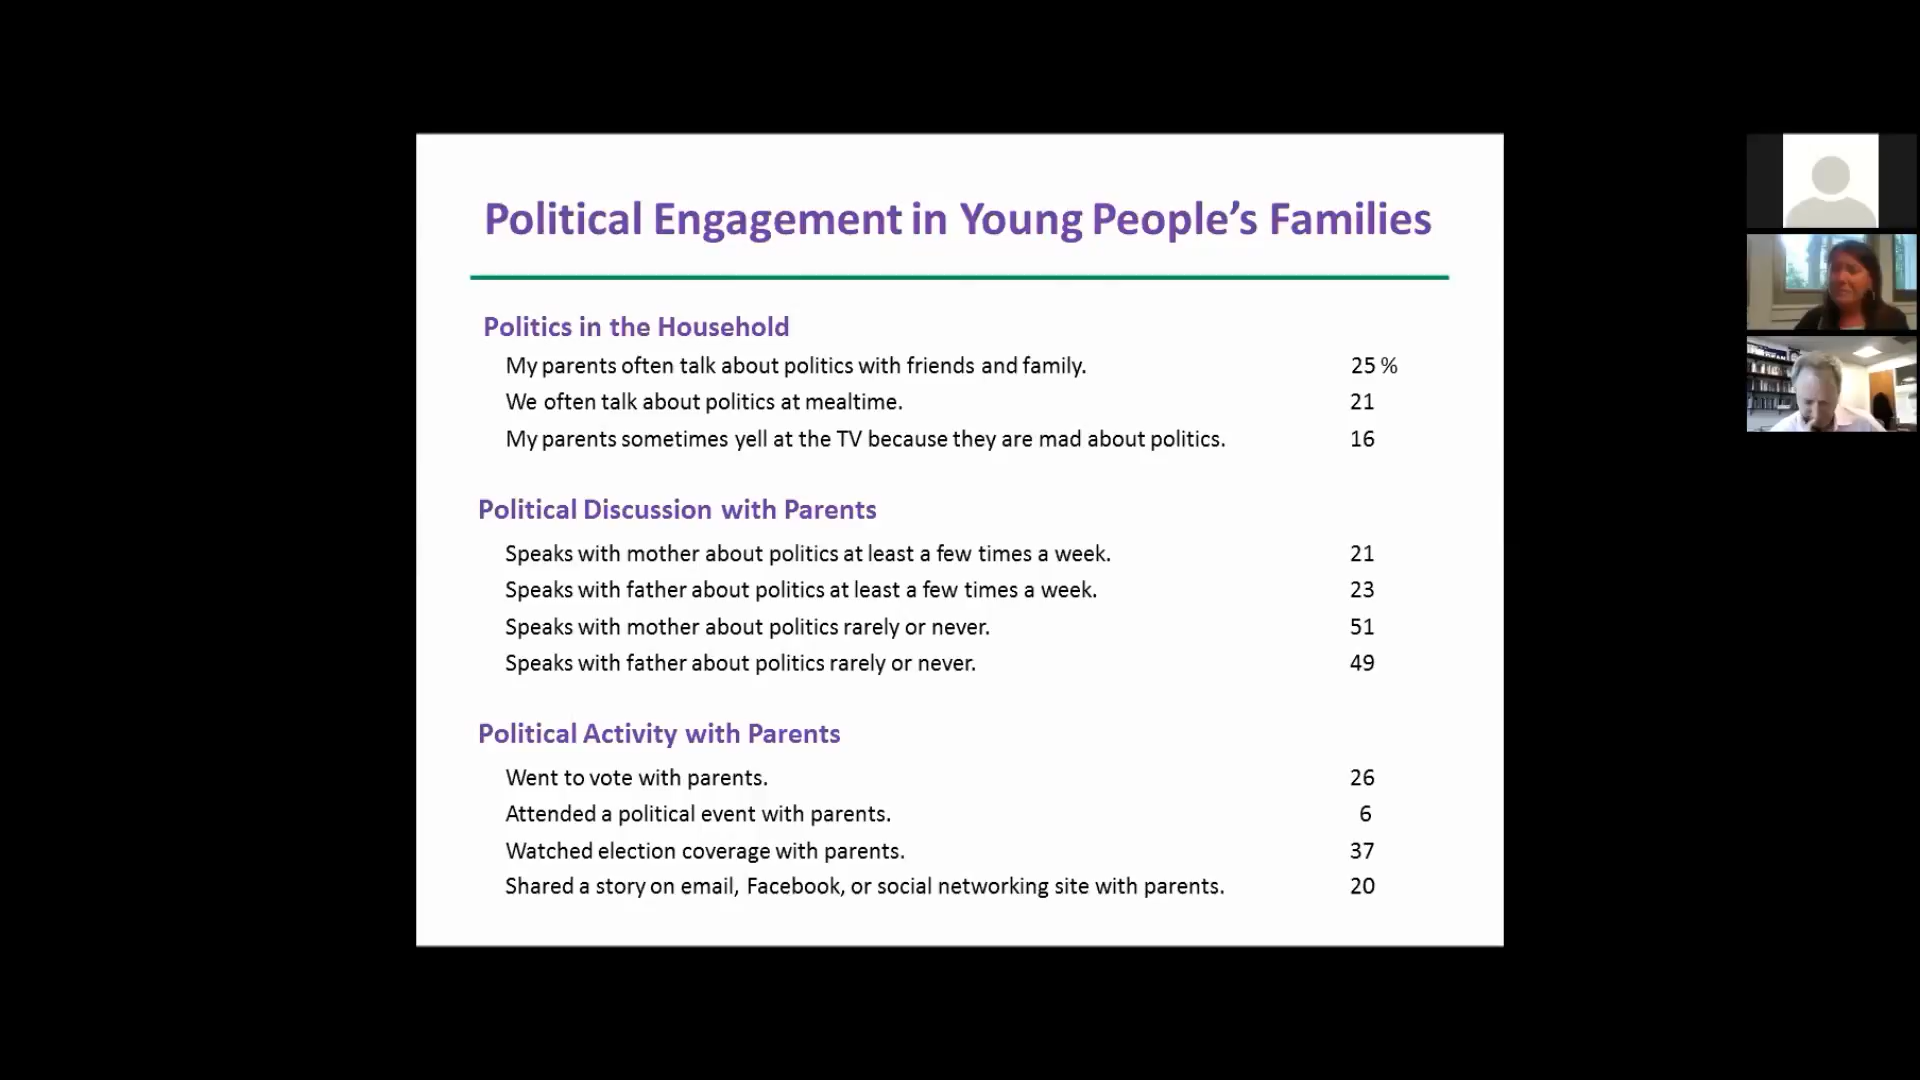 Political Engagement in Young People's Families
Politics in the Household
My parents often talk about politics with friends and family. 25 %
We often talk about politics at mealtime. 21
My parents sometimes yell at the TV because they are mad about politics. 16
Political Discussion with Parents
Speaks with mother about politics at least a few times a week. 21
Speaks with father about politics at least a few times a week. 23
Speaks with mother about politics rarely or never. 51
Speaks with father about politics rarely or never. 49
Political Activity with Parents
Went to vote with parents. 26
Attended a political event with parents. 6
Watched election coverage with parents. 37
Shared a story on email, Facebook, or social networking site with parents. 20